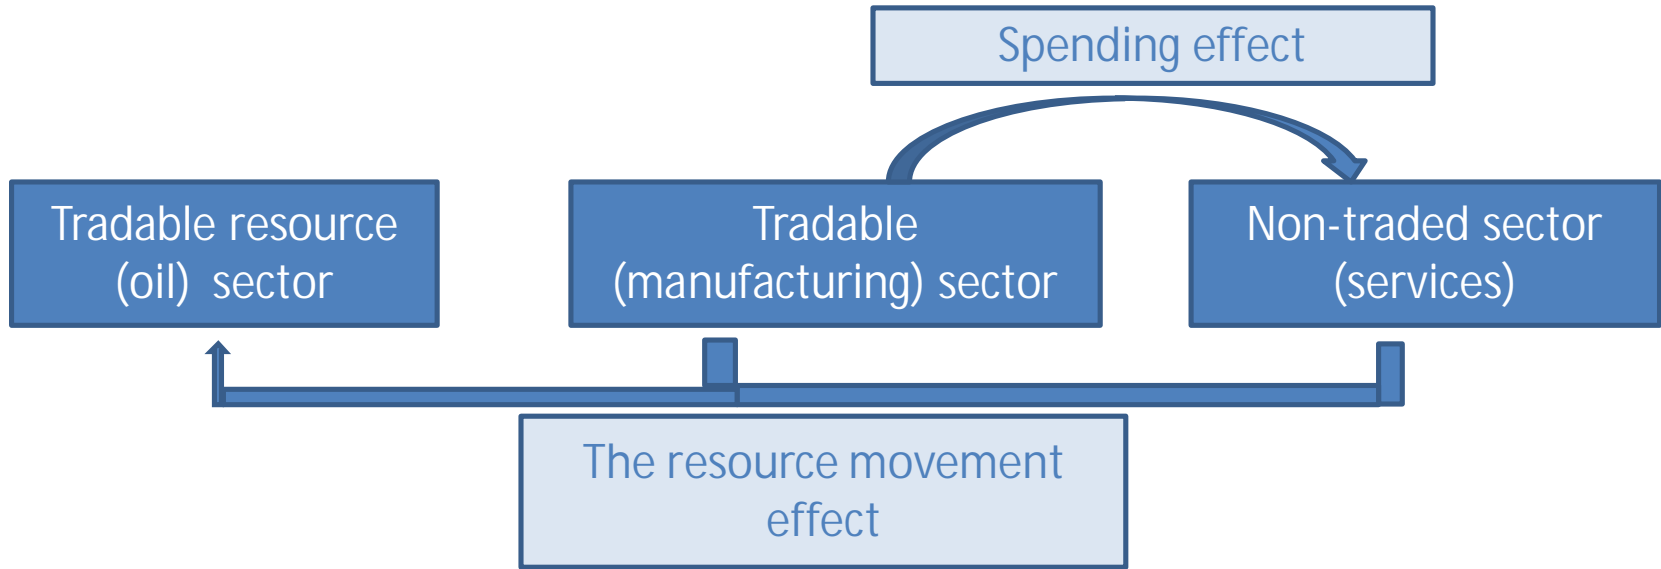 Spending effect
Tradable resource
(oil) sector
Tradable
(manufacturing) sector
Non-traded sector
(services)
The resource movement
effect